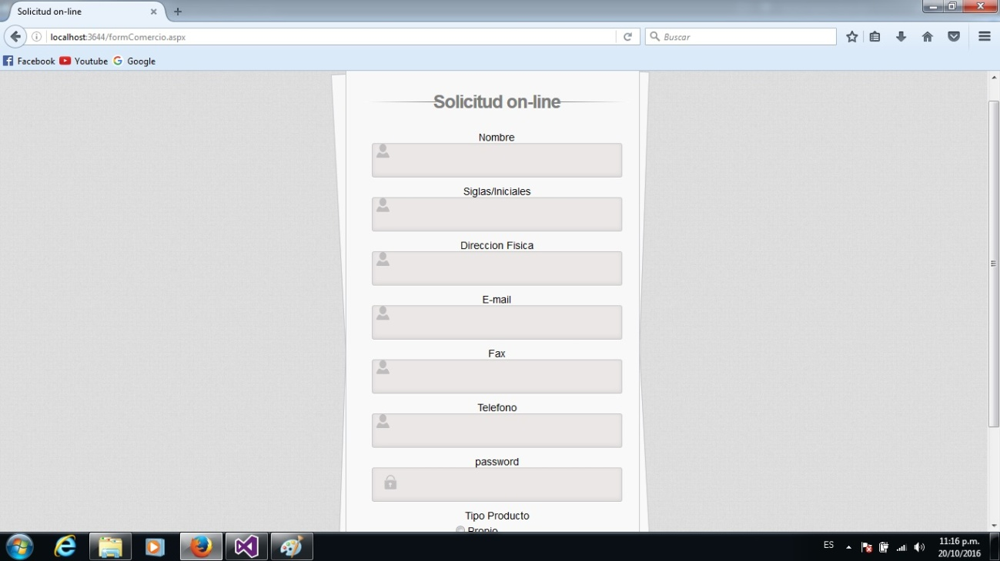 Solicitud on-line
localhost:3644/formComercio.aspx
Buscar
Facebook Youtube Google
Solicitud on-line
Nombre
Siglas/Iniciales
Direccion Fisica
E-mail
Fax
Telefono
password
Tipo Producto
Propio
ES
11:16 p.m.
20/10/2016